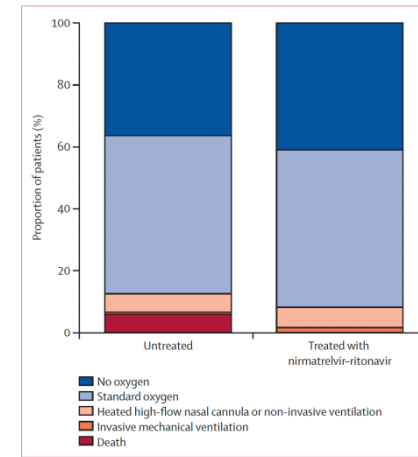 100
80
60
40
20
0
Proportion of patients (%)
Untreated
Treated with
nirmatrelvir–ritonavir
No oxygen
Standard oxygen
Heated high-flow nasal cannula or non-invasive ventilation
Invasive mechanical ventilation
Death